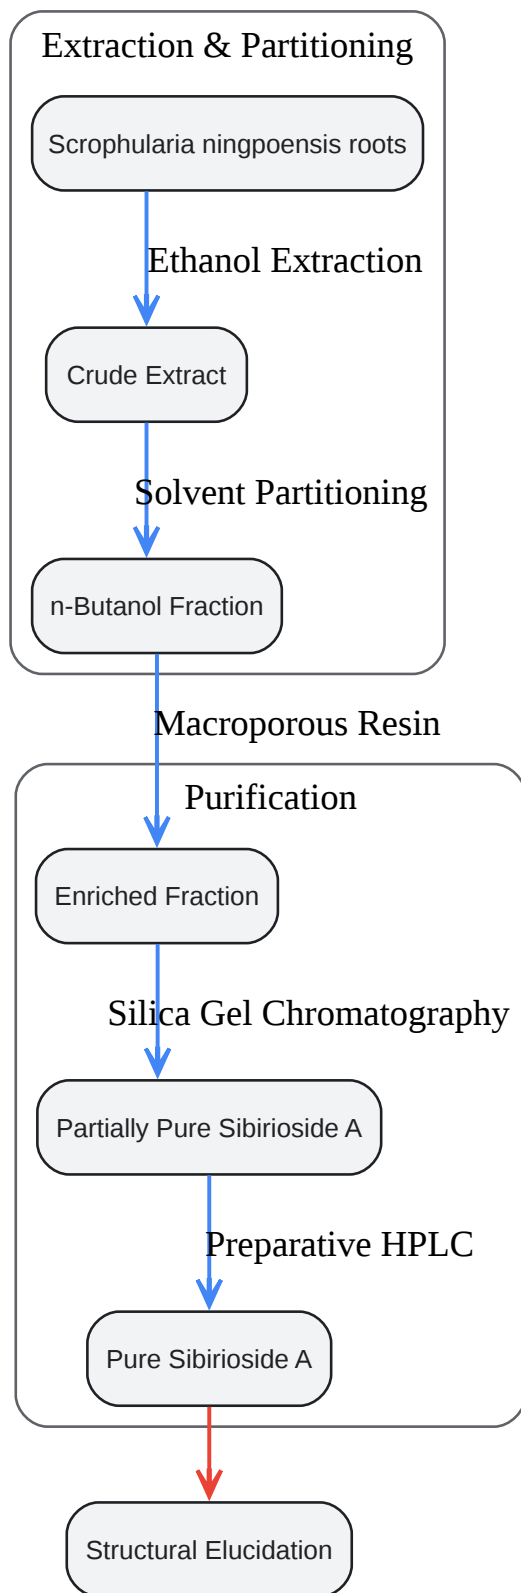 Extraction & Partitioning
Scrophularia ningpoensis roots
Ethanol Extraction
Crude Extract
Solvent Partitioning
n-Butanol Fraction
Macroporous Resin
Purification
Enriched Fraction
Silica Gel Chromatography
Partially Pure Sibirioside A
Preparative HPLC
Pure Sibirioside A
Structural Elucidation